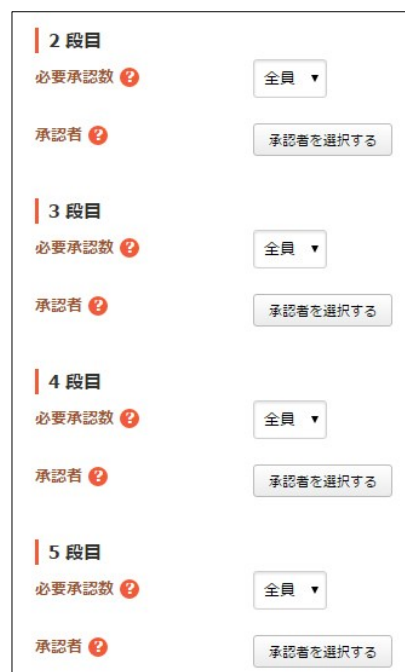 2 段目
必要承認数 ?
全員 ▼
承認者 ?
承認者を選択する
3 段目
必要承認数 ?
全員 ▼
承認者 ?
承認者を選択する
4 段目
必要承認数 ?
全員 ▼
承認者 ?
承認者を選択する
5 段目
必要承認数 ?
全員 ▼
承認者 ?
承認者を選択する